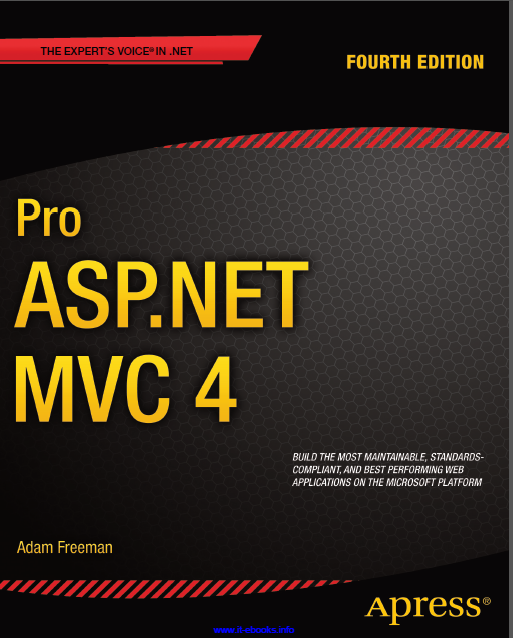 THE EXPERT'S VOICE® IN .NET
FOURTH EDITION
Pro
ASP.NET
MVC 4
BUILD THE MOST MAINTAINABLE, STANDARDS-
COMPLIANT, AND BEST PERFORMING WEB
APPLICATIONS ON THE MICROSOFT PLATFORM
Adam Freeman
Apress®
www.it-ebooks.info